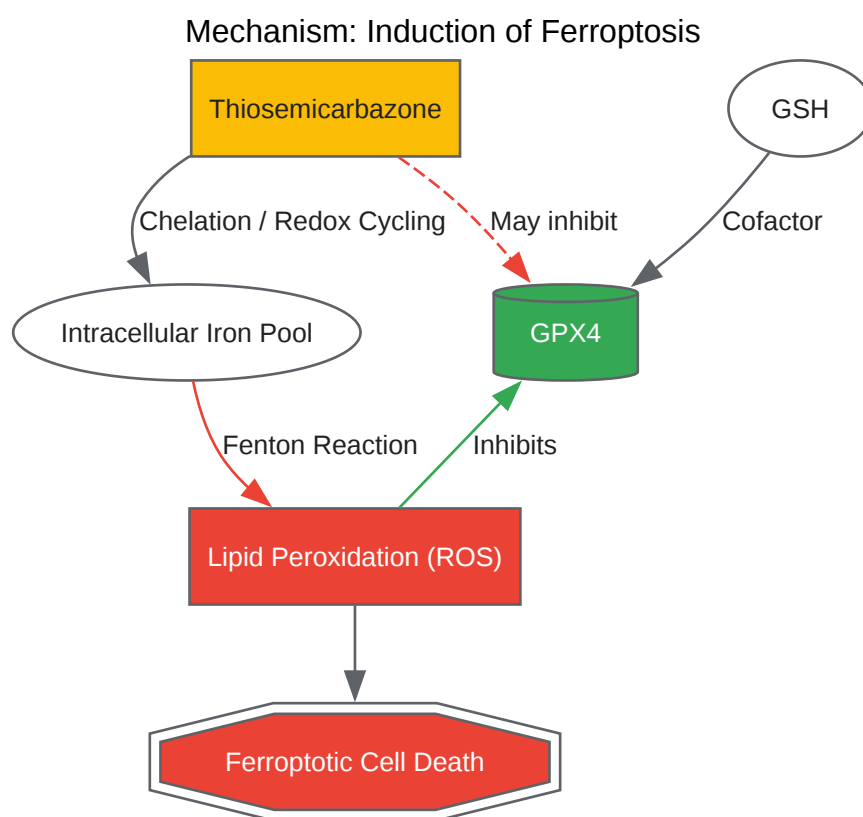 Mechanism: Induction of Ferroptosis
Thiosemicarbazone
GSH
Chelation / Redox Cycling
May inhibit
Cofactor
Intracellular Iron Pool
GPX4
Fenton Reaction
Inhibits
Lipid Peroxidation (ROS)
Ferroptotic Cell Death